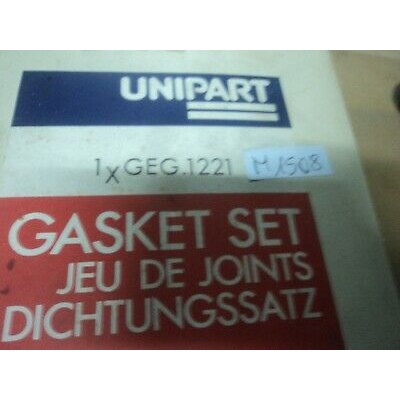 UNIPART
1x GEG.1221 M1508
GASKET SET
JEU DE JOINTS
DICHTUNGSSATZ